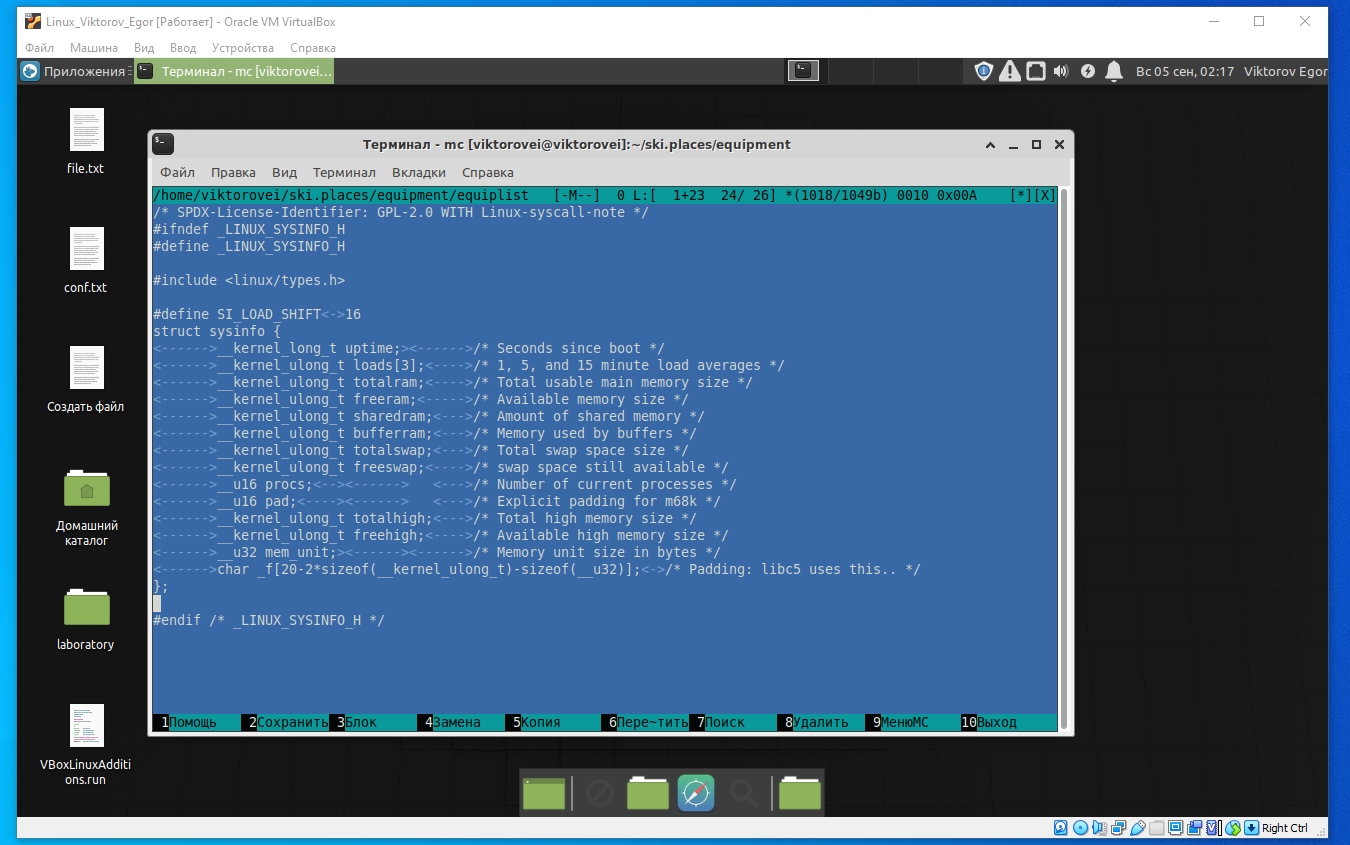 Linux_Viktorov_Egor [Работает] - Oracle VM VirtualBox
Файл Машина Вид Ввод Устройства Справка
Приложения Терминал - mc [viktorovei... Вс 05 сен, 02:17 Viktorov Egor
file.txt
conf.txt
Создать файл
Домашний
каталог
laboratory
VBoxLinuxAdditi
ons.run
Терминал - mc [viktorovei@viktorovei]:~/ski.places/equipment
Файл Правка Вид Терминал Вкладки Справка
/home/viktorovei/ski.places/equipment/equiplist [-M--] 0 L:[ 1+23 24/ 26] *(1018/1049b) 0010 0x00A [*][X]
/* SPDX-License-Identifier: GPL-2.0 WITH Linux-syscall-note */
#ifndef _LINUX_SYSINFO_H
#define _LINUX_SYSINFO_H
#include <linux/types.h>
#define SI_LOAD_SHIFT<->16
struct sysinfo {
<------>__kernel_long_t uptime;><------>/* Seconds since boot */
<------>__kernel_ulong_t loads[3];<---->/* 1, 5, and 15 minute load averages */
<------>__kernel_ulong_t totalram;<---->/* Total usable main memory size */
<------>__kernel_ulong_t freeram;<----->/* Available memory size */
<------>__kernel_ulong_t sharedram;<--->/* Amount of shared memory */
<------>__kernel_ulong_t bufferram;<--->/* Memory used by buffers */
<------>__kernel_ulong_t totalswap;<--->/* Total swap space size */
<------>__kernel_ulong_t freeswap;<---->/* swap space still available */
<------>__u16 procs;<--><------>   <--->/* Number of current processes */
<------>__u16 pad;<----><------>   <--->/* Explicit padding for m68k */
<------>__kernel_ulong_t totalhigh;<--->/* Total high memory size */
<------>__kernel_ulong_t freehigh;<---->/* Available high memory size */
<------>__u32 mem_unit;><------><------>/* Memory unit size in bytes */
<------>char _f[20-2*sizeof(__kernel_ulong_t)-sizeof(__u32)];<->/* Padding: libc5 uses this.. */
};
#endif /* _LINUX_SYSINFO_H */
1Помощь 2Сохранить 3Блок 4Замена 5Копия 6Пере~тить 7Поиск 8Удалить 9МенюМС 10Выход
Right Ctrl